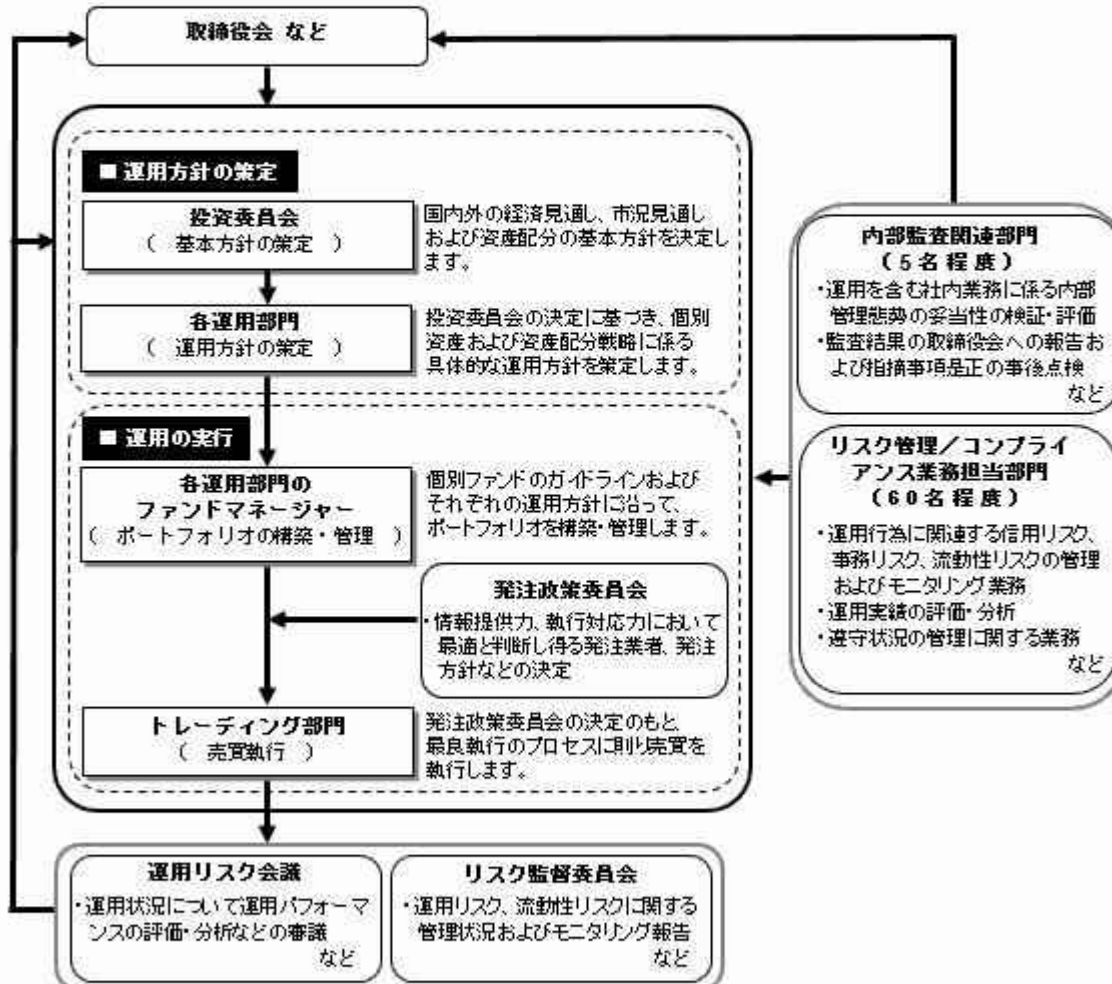 取締役会 など
■ 運用方針の策定
投資委員会
( 基本方針の策定 )
国内外の経済見通し、市況見通し
および資産配分の基本方針を決定し
ます。
各運用部門
( 運用方針の策定 )
投資委員会の決定に基づき、個別
資産および資産配分戦略に係る
具体的な運用方針を策定します。
■ 運用の実行
各運用部門の
ファンドマネージャー
( ポートフォリオの構築・管理 )
個別ファンドのガイドラインおよび
それぞれの運用方針に沿って、
ポートフォリオを構築・管理します。
発注政策委員会
・情報提供力、執行対応力において
最適と判断し得る発注業者、発注
方針などの決定
トレーディング部門
( 売買執行 )
発注政策委員会の決定のもと
最良執行のプロセスに則り売買を
執行します。
内部監査関連部門
(5名程度)
・運用を含む社内業務に係る内部
管理態勢の妥当性の検証・評価
・監査結果の取締役会への報告お
よび指摘事項是正の事後点検
など
リスク管理/コンプライ
アンス業務担当部門
(60名程度)
・運用行為に関連する信用リスク、
事務リスク、流動性リスクの管理
およびモニタリング業務
・運用実績の評価・分析
・遵守状況の管理に関する業務
など
運用リスク会議
・運用状況について運用パフォーマ
ンスの評価・分析などの審議
など
リスク監督委員会
・運用リスク、流動性リスクに関する
管理状況およびモニタリング報告
など